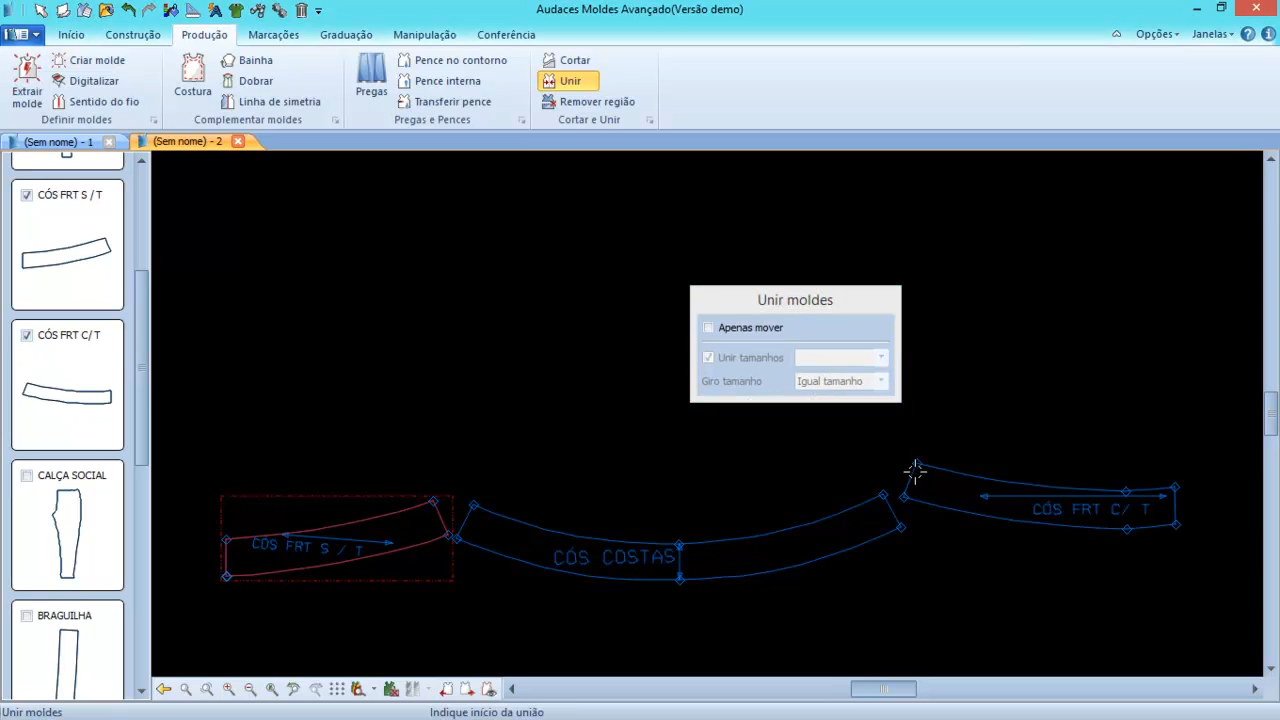 Audaces Moldes Avançado(Versão demo)
Início
Construção
Produção
Marcações
Graduação
Manipulação
Conferência
Opções
Janelas
Extrair molde
Criar molde
Digitalizar
Sentido do fio
Definir moldes
Costura
Bainha
Dobrar
Linha de simetria
Complementar moldes
Pregas
Pence no contorno
Pence interna
Transferir pence
Pregas e Pences
Cortar
Unir
Remover região
Cortar e Unir
(Sem nome) - 1
(Sem nome) - 2
CÓS FRT S / T
CÓS FRT C/ T
CALÇA SOCIAL
BRAGUILHA
Unir moldes
Apenas mover
Unir tamanhos
Giro tamanho
Igual tamanho
CÓS FRT S / T
CÓS COSTAS
CÓS FRT C/ T
Unir moldes
Indique início da união